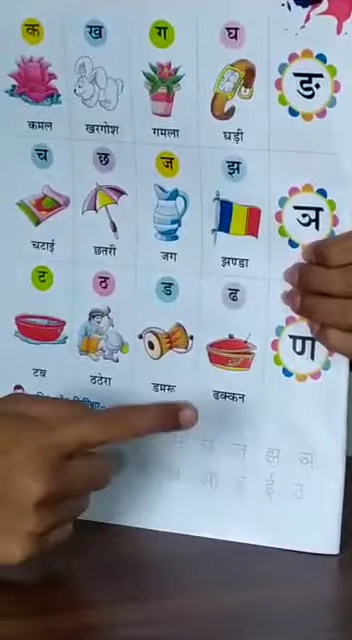 क ख ग घ ङ
कमल खरगोश गमला घड़ी
च छ ज झ ञ
चटाई छतरी जग झण्डा
ट ठ ड ढ ण
टब ठठेरा डमरू ढक्कन
त झ ञ
ई उ